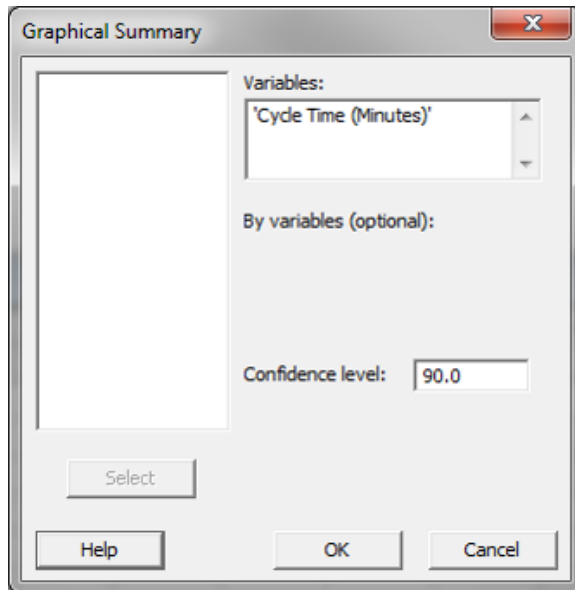 Graphical Summary
Variables:
'Cycle Time (Minutes)'
By variables (optional):
Confidence level: 90.0
Select
Help OK Cancel